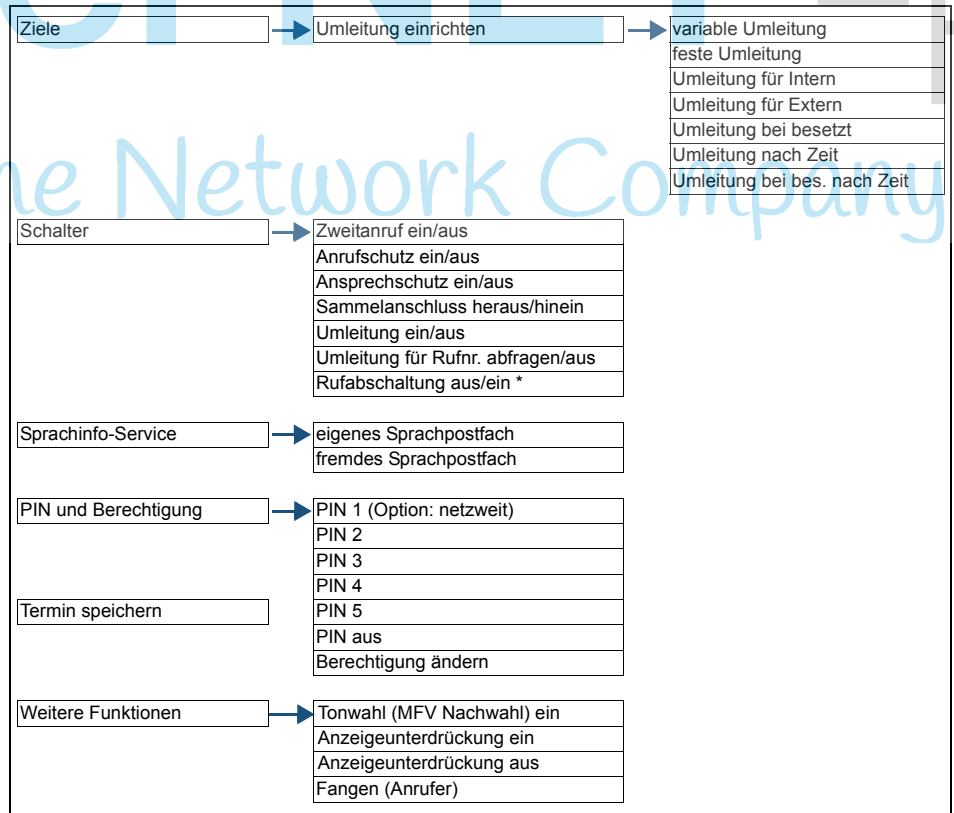 Ziele
Umleitung einrichten
variable Umleitung
feste Umleitung
Umleitung für Intern
Umleitung für Extern
Umleitung bei besetzt
Umleitung nach Zeit
Umleitung bei bes. nach Zeit
Network Company
Schalter
Zweitanruf ein/aus
Anrufschutz ein/aus
Ansprechschutz ein/aus
Sammelanschluss heraus/hinein
Umleitung ein/aus
Umleitung für Rufnr. abfragen/aus
Rufabschaltung aus/ein *
Sprachinfo-Service
eigenes Sprachpostfach
fremdes Sprachpostfach
PIN und Berechtigung
PIN 1 (Option: netzweit)
PIN 2
PIN 3
PIN 4
Termin speichern
PIN 5
PIN aus
Berechtigung ändern
Weitere Funktionen
Tonwahl (MFV Nachwahl) ein
Anzeigeunterdrückung ein
Anzeigeunterdrückung aus
Fangen (Anrufer)